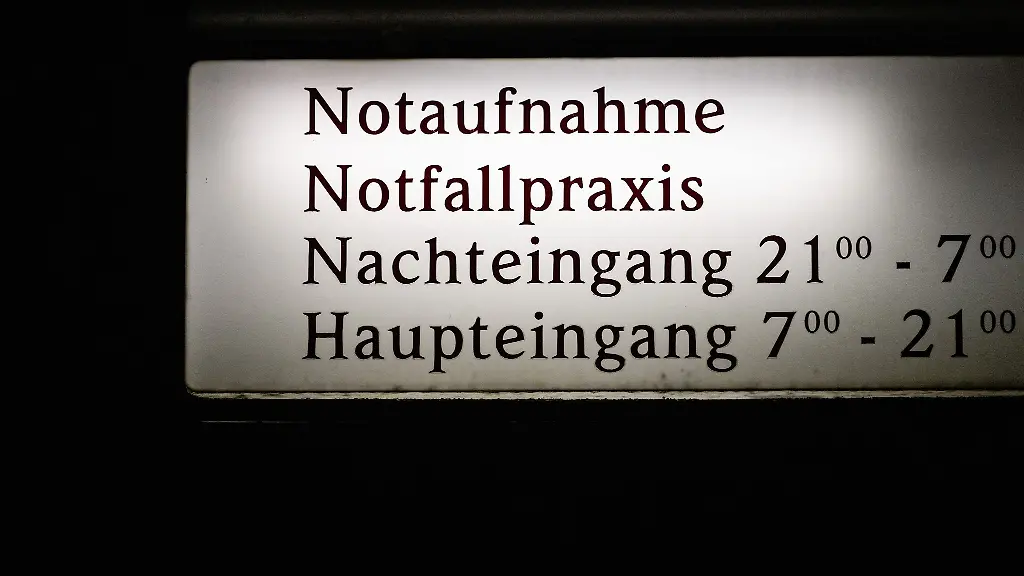 Notaufnahme
Notfallpraxis
Nachteingang 21⁰⁰ - 7⁰⁰
Haupteingang 7⁰⁰ - 21⁰⁰